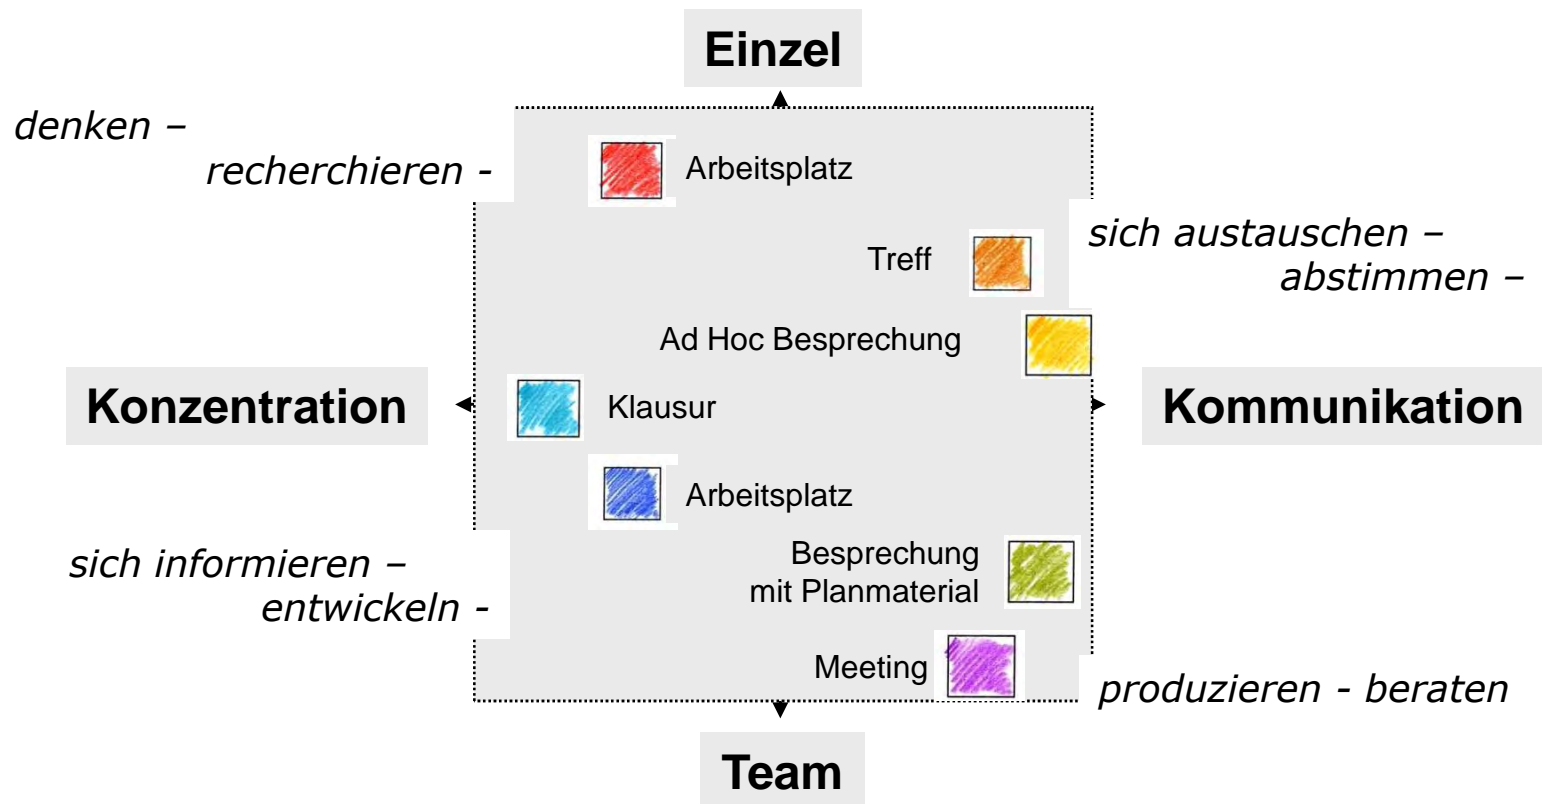 Einzel
denken –
recherchieren -
Arbeitsplatz
sich austauschen –
abstimmen –
Treff
Ad Hoc Besprechung
Konzentration
Klausur
Kommunikation
Arbeitsplatz
sich informieren –
entwickeln -
Besprechung
mit Planmaterial
Meeting
produzieren - beraten
Team